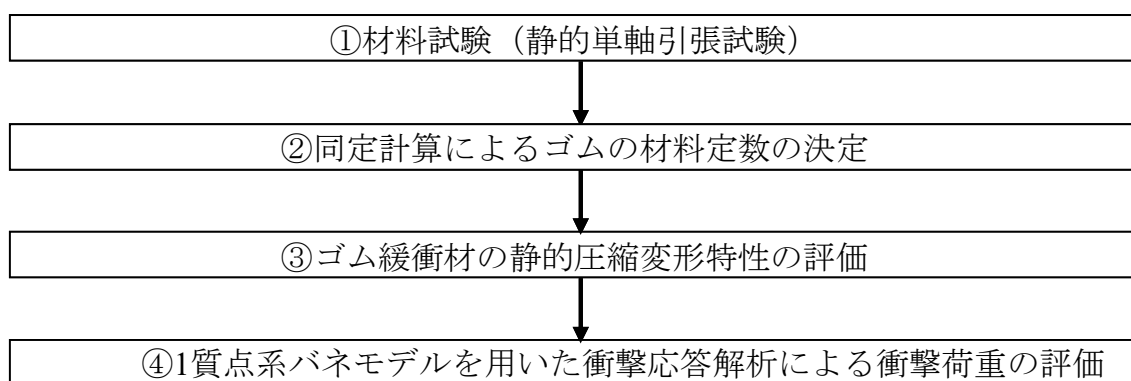 ①材料試験（静的単軸引張試験）
②同定計算によるゴムの材料定数の決定
③ゴム緩衝材の静的圧縮変形特性の評価
④1質点系バネモデルを用いた衝撃応答解析による衝撃荷重の評価